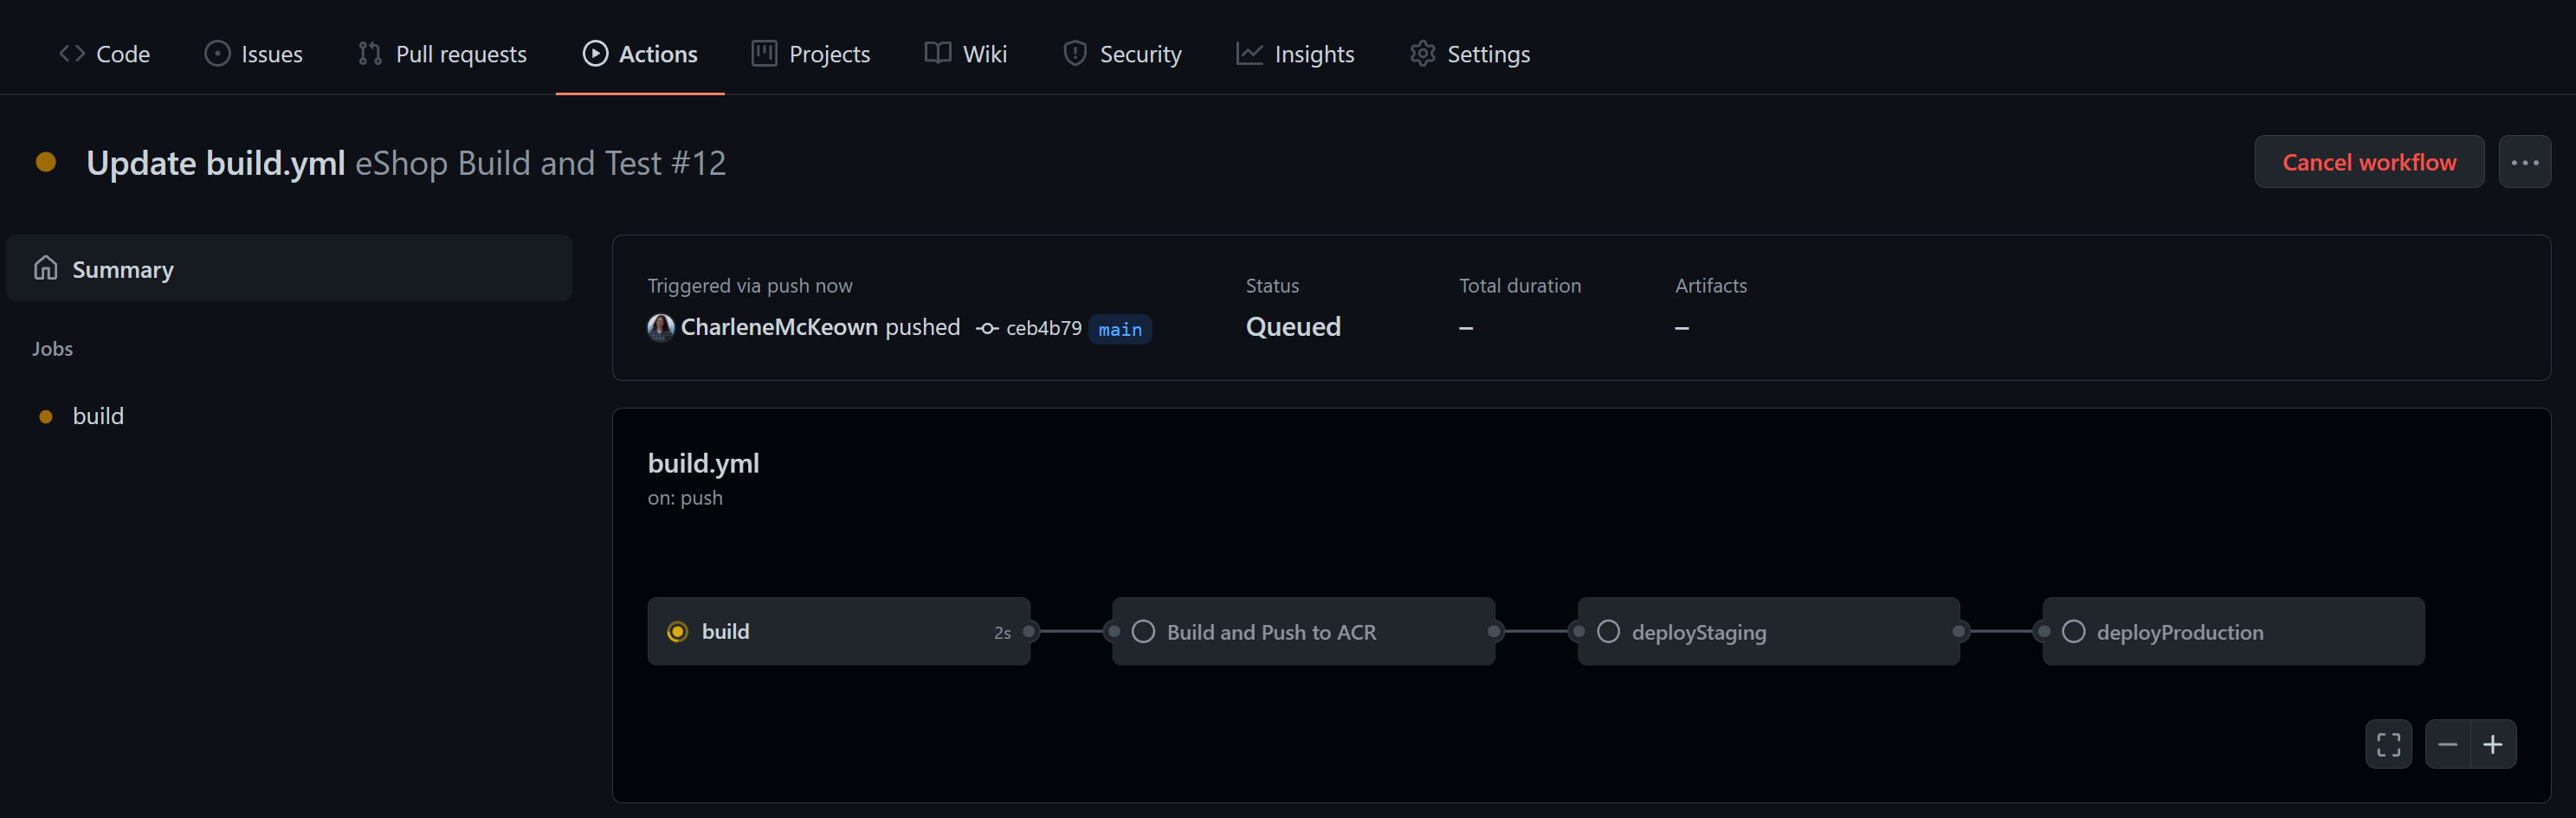 Code Issues Pull requests Actions Projects Wiki Security Insights Settings
Update build.yml eShop Build and Test #12
Cancel workflow
Summary
Jobs
build
Triggered via push now
CharleneMcKeown pushed ceb4b79 main
Status
Queued
Total duration
–
Artifacts
–
build.yml
on: push
build 2s
Build and Push to ACR
deployStaging
deployProduction